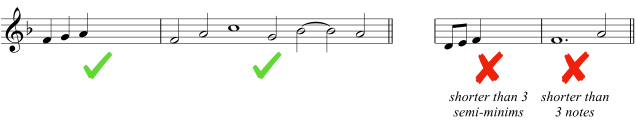 shorter than 3
semi-minims
shorter than
3 notes